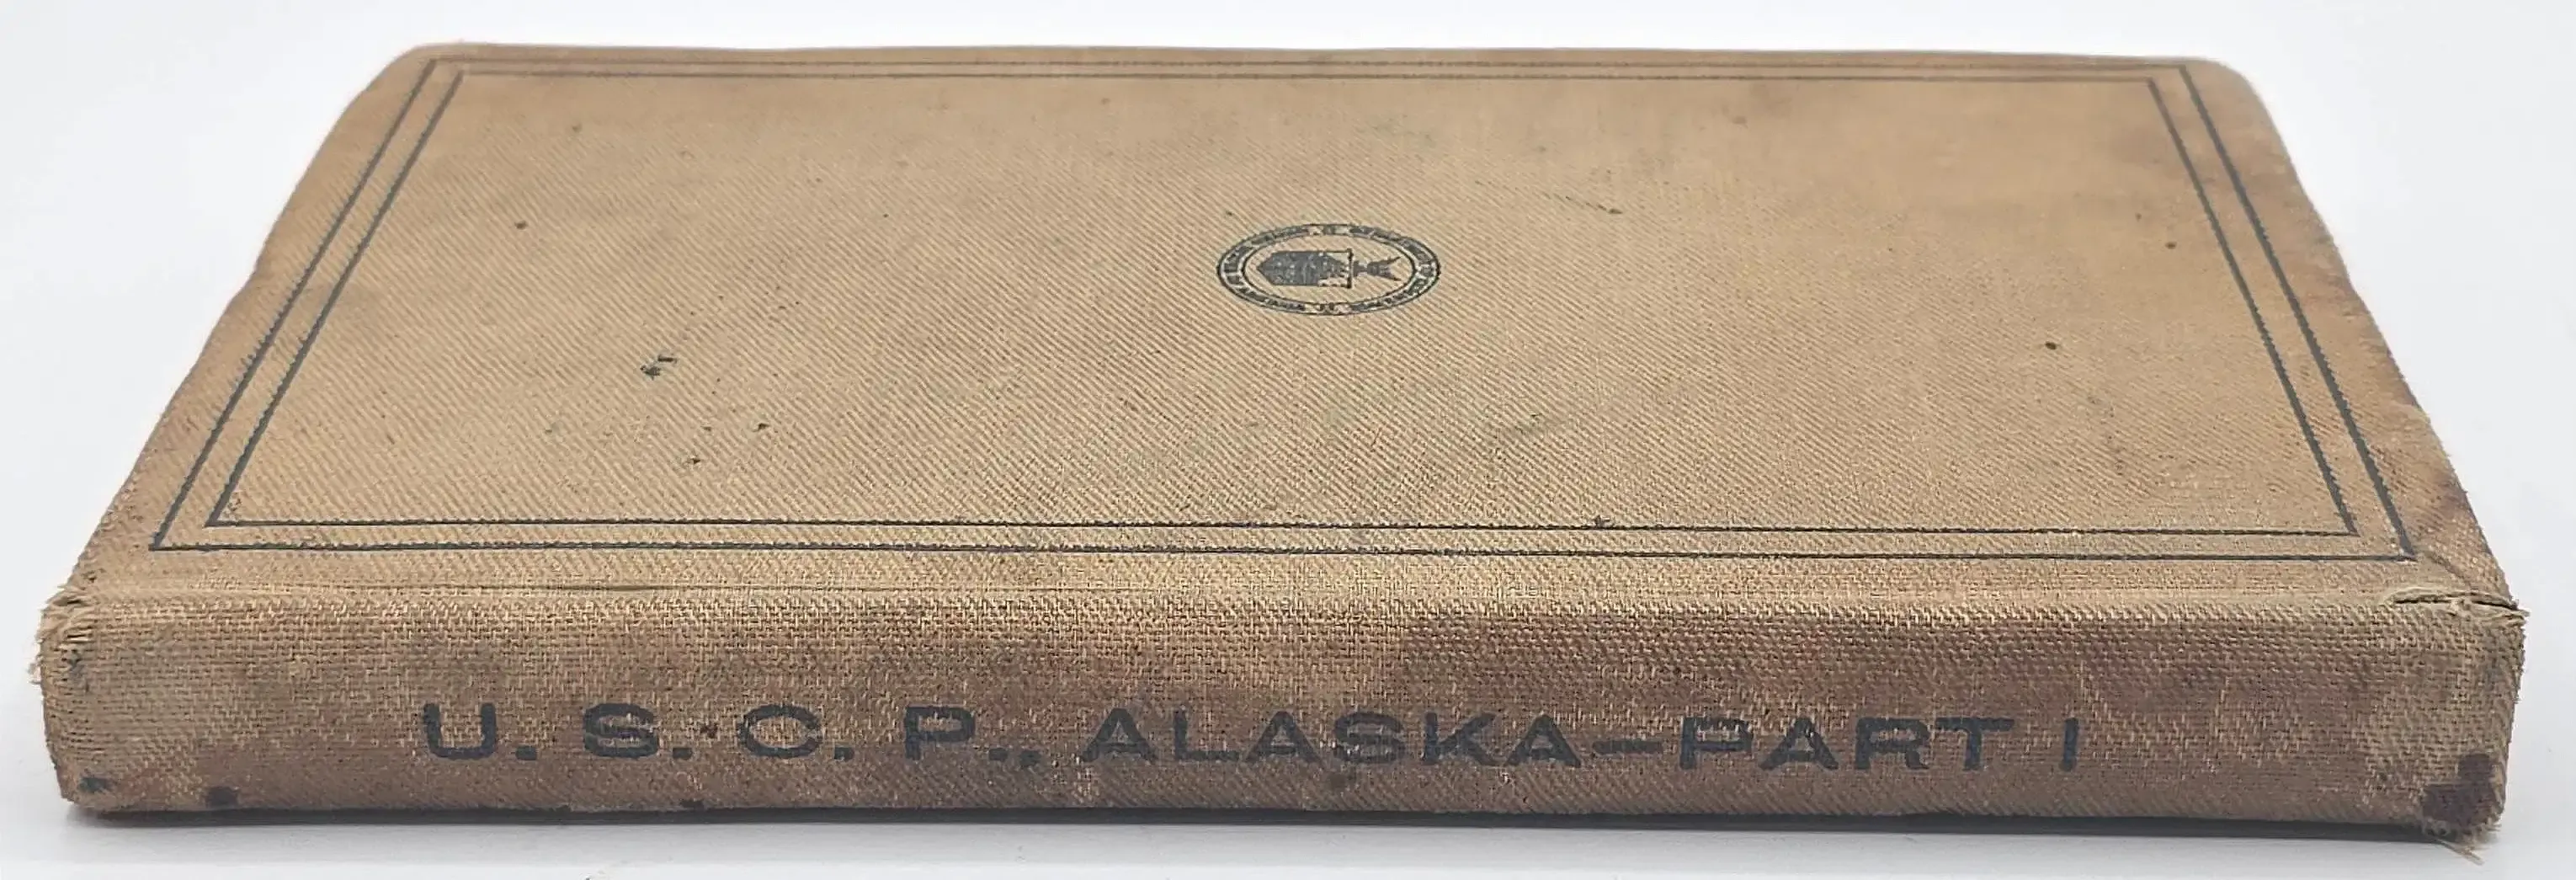 U. S. C. P., ALASKA—PART I